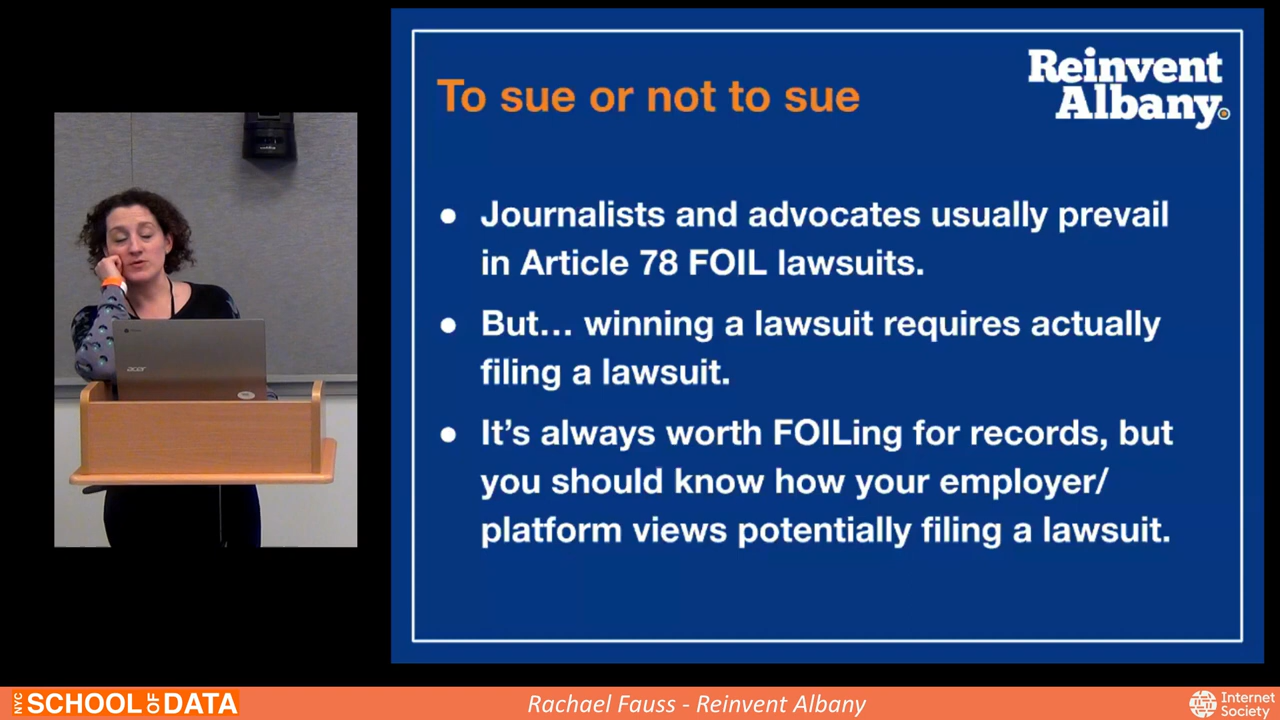 To sue or not to sue
Reinvent
Albany
● Journalists and advocates usually prevail
in Article 78 FOIL lawsuits.
● But… winning a lawsuit requires actually
filing a lawsuit.
● It’s always worth FOILing for records, but
you should know how your employer/
platform views potentially filing a lawsuit.
acer
NYC SCHOOL OF DATA
Rachael Fauss - Reinvent Albany
Internet
Society